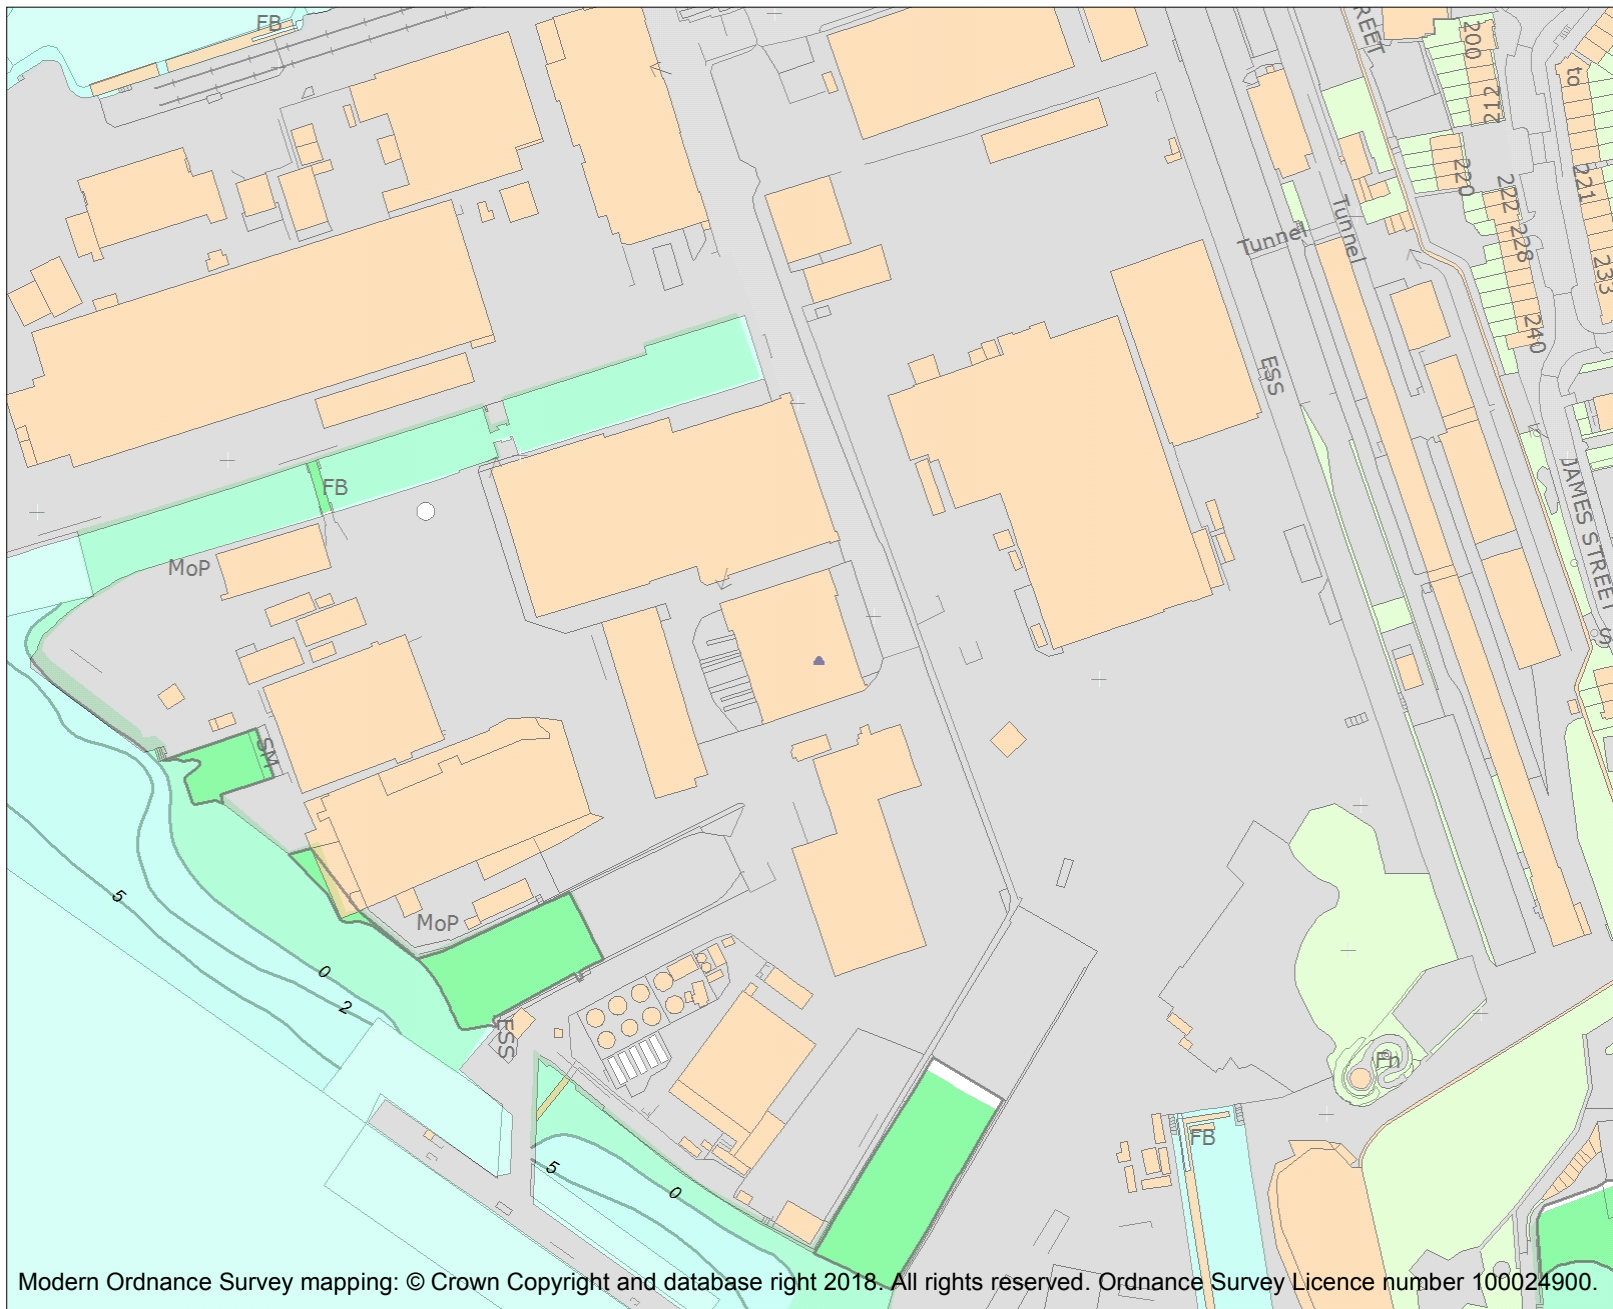 FB
REET
200
to
212
220
221
222
228
Tunnel
Tunnel
233
240
ESS
JAMES STREET
S
FB
MoP
SM
5
MoP
0
2
ESS
En
FB
5
0
Modern Ordnance Survey mapping: © Crown Copyright and database right 2018. All rights reserved. Ordnance Survey Licence number 100024900.